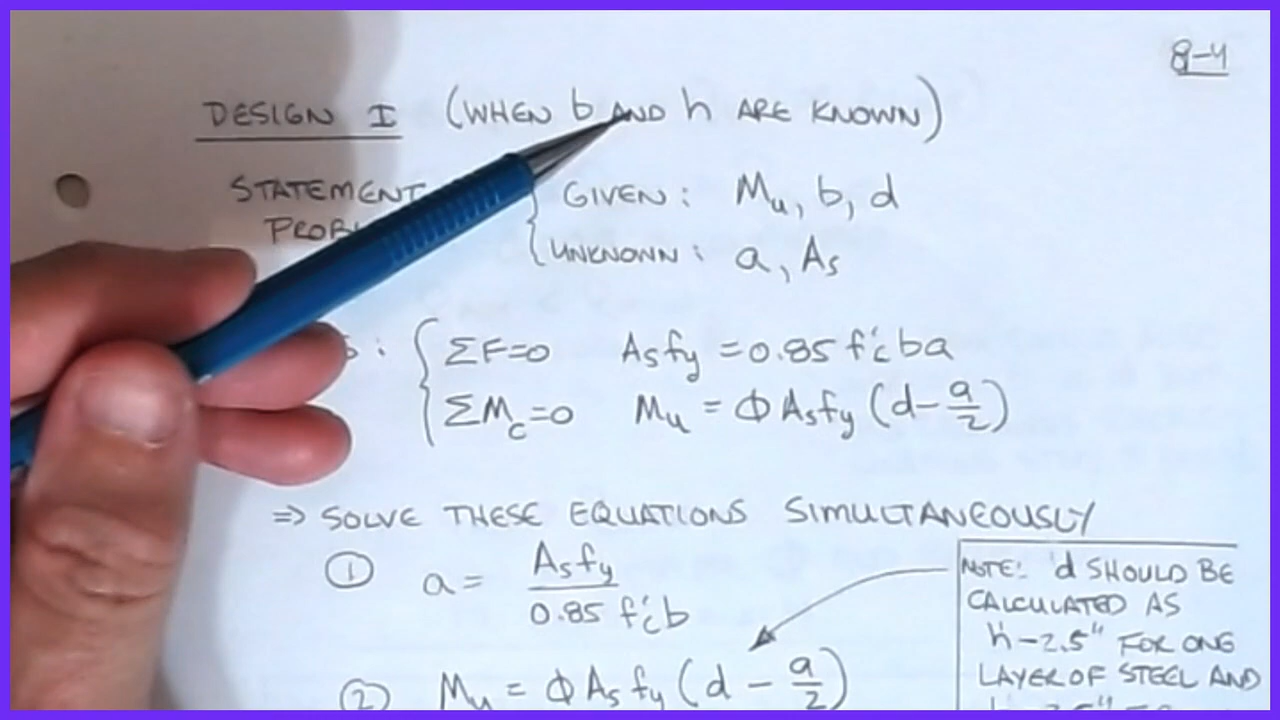 8-4
DESIGN I (WHEN b AND h ARE KNOWN)
STATEMENT GIVEN: Mu, b, d
UNKNOWN: a, As
ΣF=0 Asfy = 0.85 f'c ba
ΣMc=0 Mu = Φ Asfy (d - a/2)
⇒ SOLVE THESE EQUATIONS SIMULTANEOUSLY
① a = Asfy / 0.85 f'c b
② Mu = Φ As fy (d - a/2)
NOTE: 'd SHOULD BE
CALCULATED AS
h - 2.5" FOR ONE
LAYER OF STEEL AND